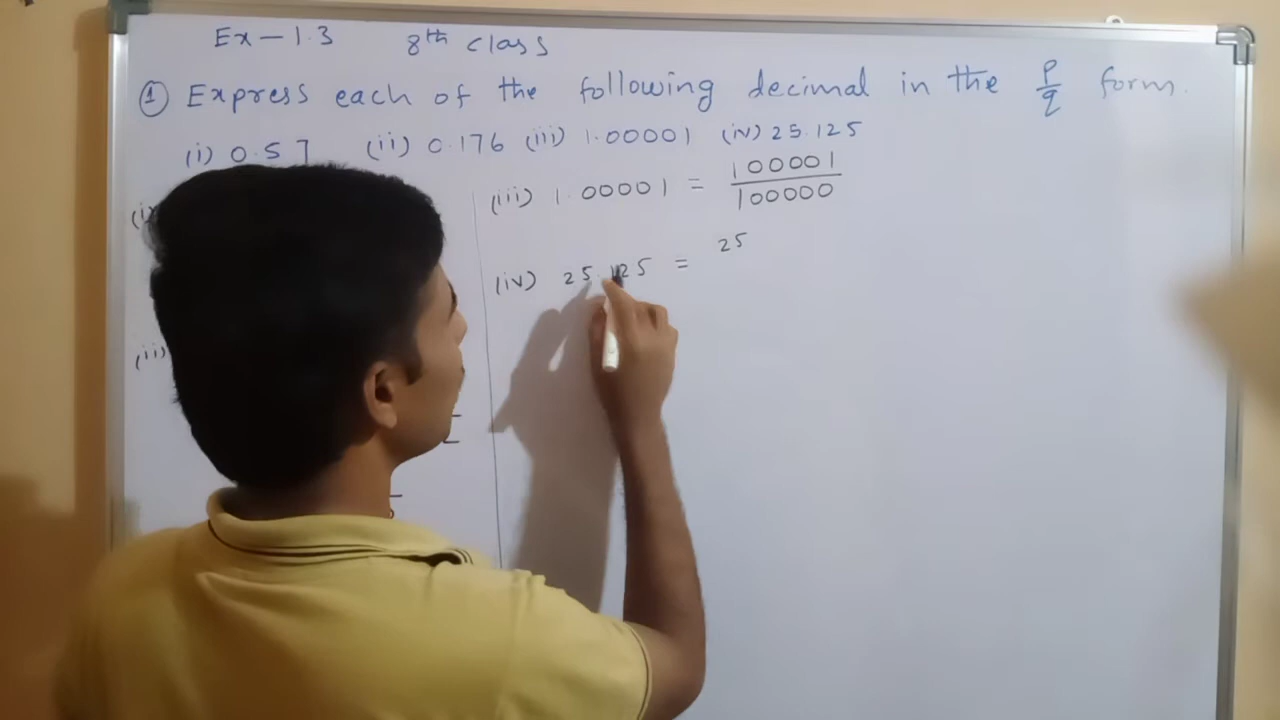 Ex-1.3 8th class
① Express each of the following decimal in the p/q form.
(i) 0.57 (ii) 0.176 (iii) 1.00001 (iv) 25.125
(iii) 1.00001 = 100001/100000
(iv) 25.125 = 25
(ii)